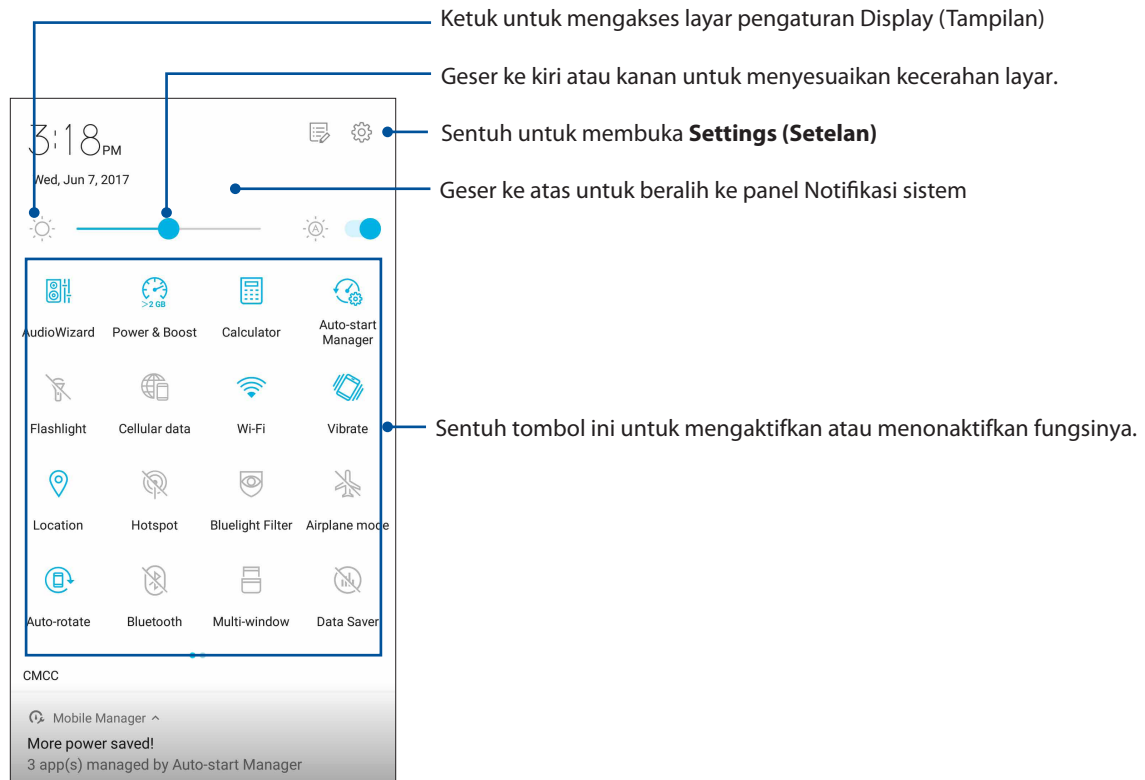 Ketuk untuk mengakses layar pengaturan Display (Tampilan)
Geser ke kiri atau kanan untuk menyesuaikan kecerahan layar.
Sentuh untuk membuka Settings (Setelan)
Geser ke atas untuk beralih ke panel Notifikasi sistem
3:18 PM
Wed, Jun 7, 2017
A
>2 GB
AudioWizard Power & Boost Calculator Auto-start
Manager
Flashlight Cellular data Wi-Fi Vibrate
Sentuh tombol ini untuk mengaktifkan atau menonaktifkan fungsinya.
Location Hotspot Bluelight Filter Airplane mode
Auto-rotate Bluetooth Multi-window Data Saver
CMCC
Mobile Manager
More power saved!
3 app(s) managed by Auto-start Manager